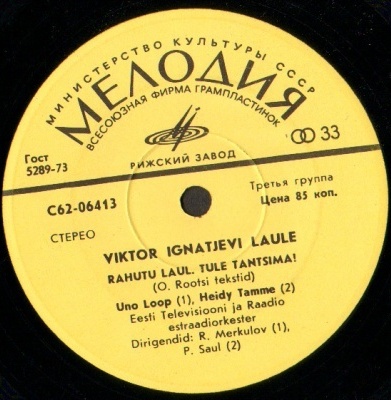 МИНИСТЕРСТВО КУЛЬТУРЫ СССР
МЕЛОДИЯ
ВСЕСОЮЗНАЯ ФИРМА ГРАМПЛАСТИНОК
33
Гост
5289-73
РИЖСКИЙ ЗАВОД
С62-06413
Третья группа
Цена 85 коп.
СТЕРЕО
VIKTOR IGNATJEVI LAULE
RAHUTU LAUL. TULE TANTSIMA!
(O. Rootsi tekstid)
Uno Loop (1), Heidy Tamme (2)
Eesti Televisiooni ja Raadio
estraadiorkester
Dirigendid: R. Merkulov (1),
P. Saul (2)